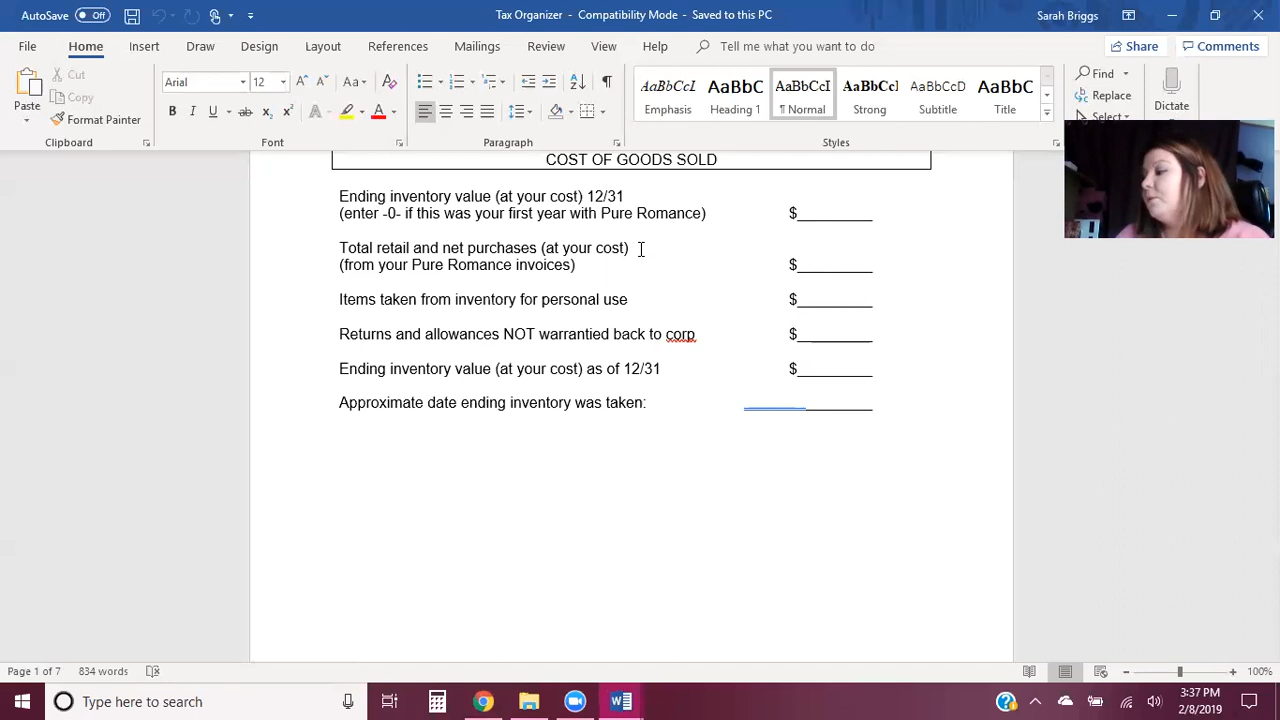 AutoSave Off
Tax Organizer - Compatibility Mode - Saved to this PC
Sarah Briggs
File Home Insert Draw Design Layout References Mailings Review View Help Tell me what you want to do Share Comments
Paste
Cut
Copy
Format Painter
Clipboard
Arial 12
Font
Paragraph
AaBbCcI Emphasis
AaBbC Heading 1
AaBbCcI ¶ Normal
AaBbCc Strong
AaBbCcD Subtitle
AaBbC Title
Styles
Find
Replace
Select
Dictate
COST OF GOODS SOLD
Ending inventory value (at your cost) 12/31
(enter -0- if this was your first year with Pure Romance) $_________
Total retail and net purchases (at your cost)
(from your Pure Romance invoices) $_________
Items taken from inventory for personal use $_________
Returns and allowances NOT warrantied back to corp $_________
Ending inventory value (at your cost) as of 12/31 $_________
Approximate date ending inventory was taken: _______________
Page 1 of 7 834 words 100%
Type here to search
3:37 PM
2/8/2019